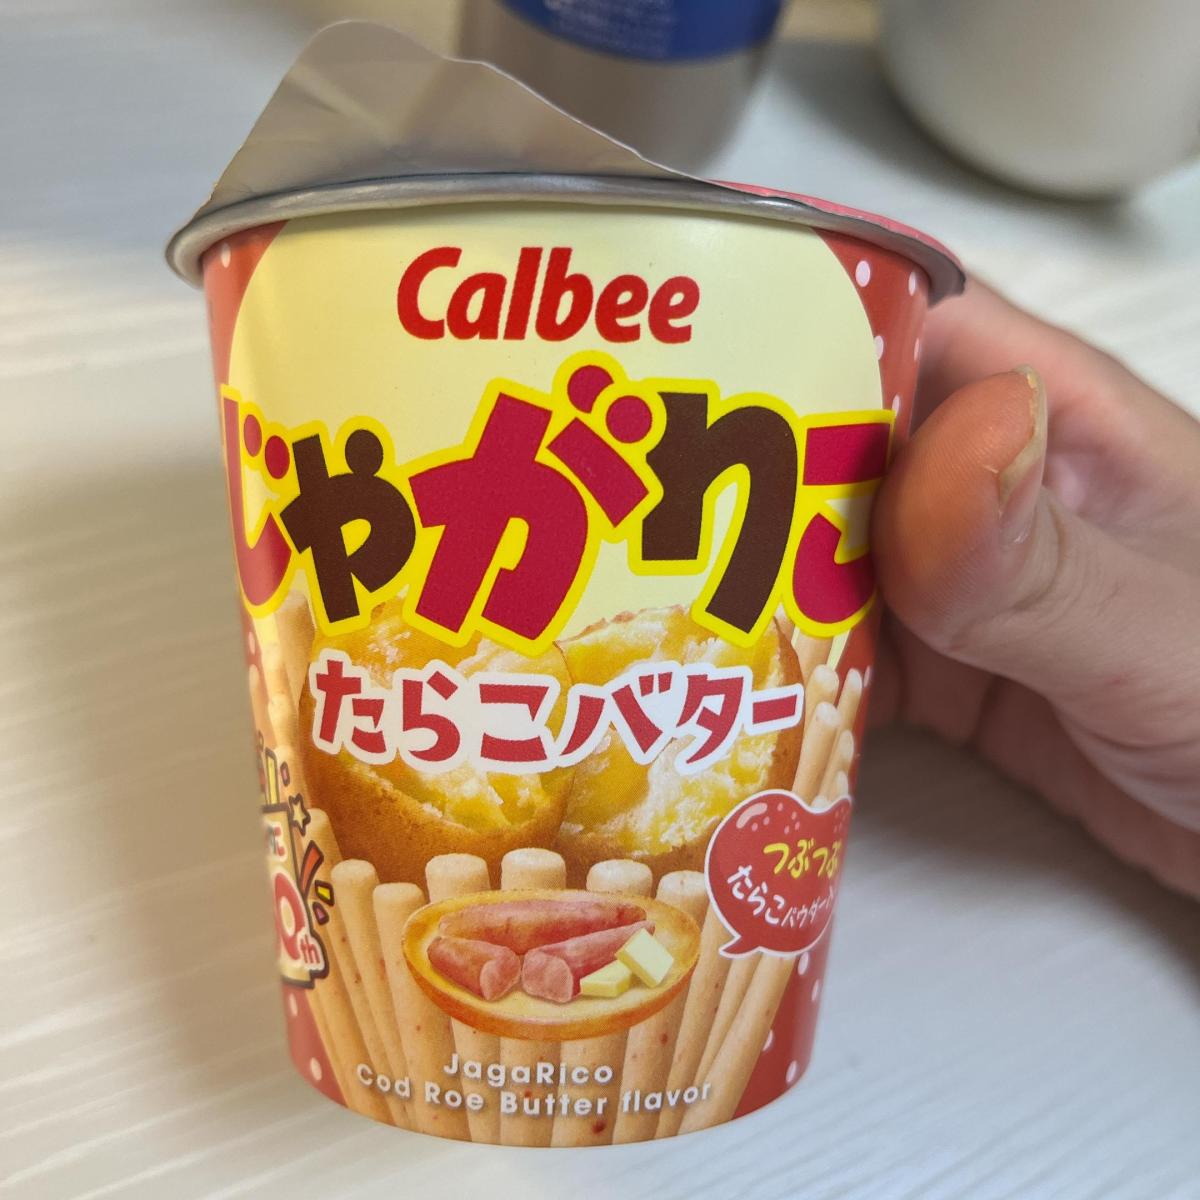 Calbee
じゃがりこ
たらこバター
つぶつぶ
たらこパウダー
0th
JagaRico
Cod Roe Butter flavor